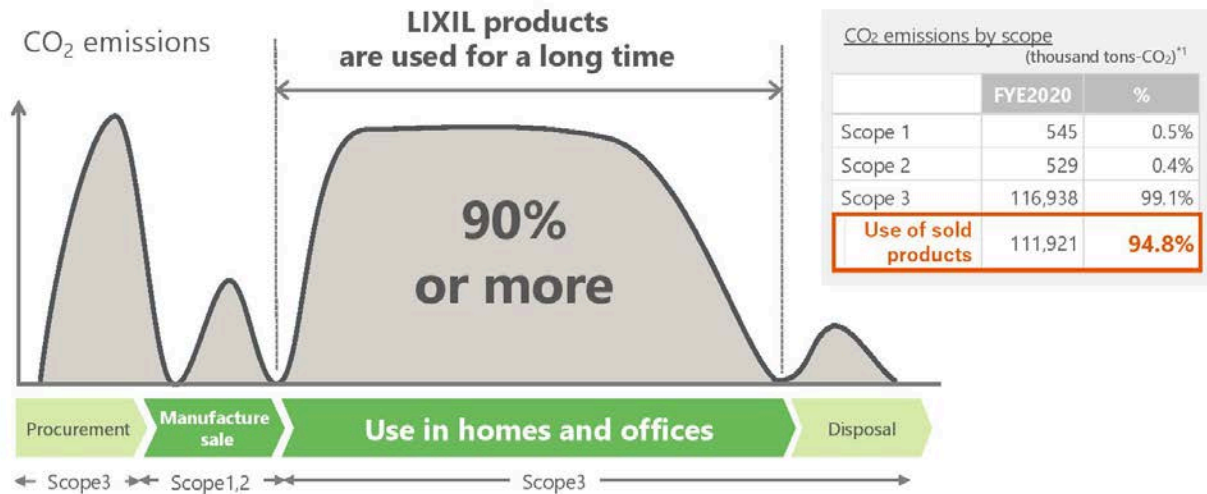 CO₂ emissions
LIXIL products
are used for a long time
90%
or more
Procurement
Manufacture
sale
Use in homes and offices
Disposal
Scope3
Scope1,2
Scope3
CO₂ emissions by scope
(thousand tons-CO₂)*1
FYE2020 %
Scope 1 545 0.5%
Scope 2 529 0.4%
Scope 3 116,938 99.1%
Use of sold
products 111,921 94.8%